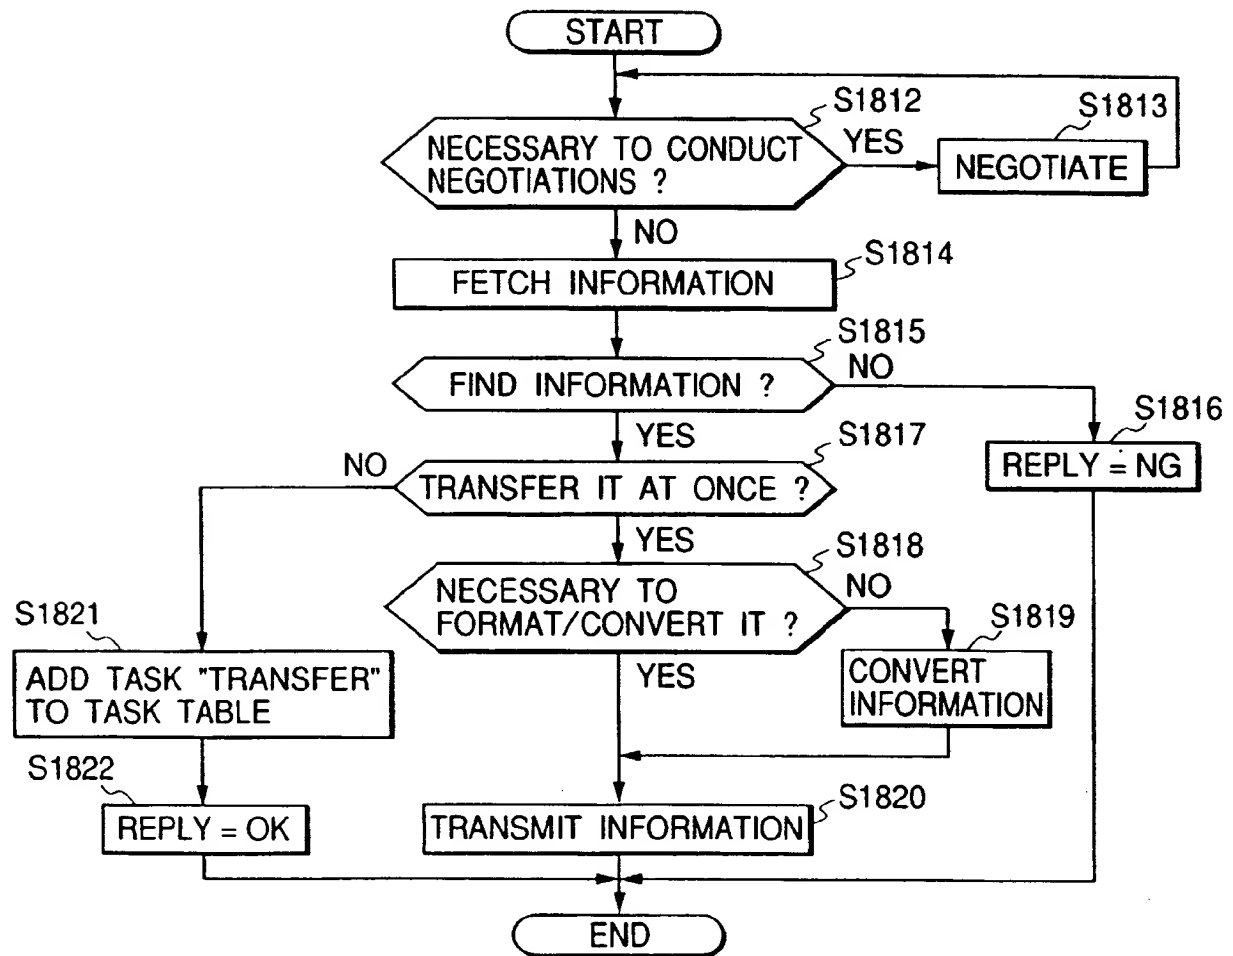 START
S1812
NECESSARY TO CONDUCT
NEGOTIATIONS ?
YES
S1813
NEGOTIATE
NO
S1814
FETCH INFORMATION
S1815
FIND INFORMATION ?
NO
S1816
REPLY = NG
YES
S1817
TRANSFER IT AT ONCE ?
NO
YES
S1818
NECESSARY TO
FORMAT/CONVERT IT ?
NO
S1819
CONVERT
INFORMATION
YES
S1821
ADD TASK "TRANSFER"
TO TASK TABLE
S1822
REPLY = OK
S1820
TRANSMIT INFORMATION
END